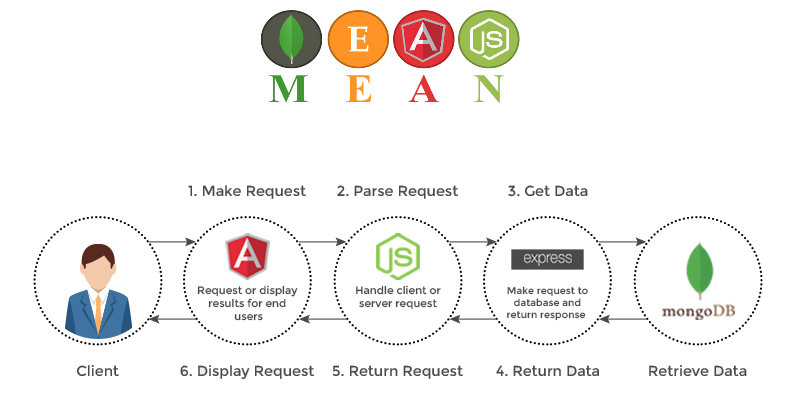 E
A
JS
M E A N
1. Make Request
2. Parse Request
3. Get Data
A
Request or display
results for end
users
JS
Handle client or
server request
express
Make request to
database and
return response
mongoDB
Client
6. Display Request
5. Return Request
4. Return Data
Retrieve Data